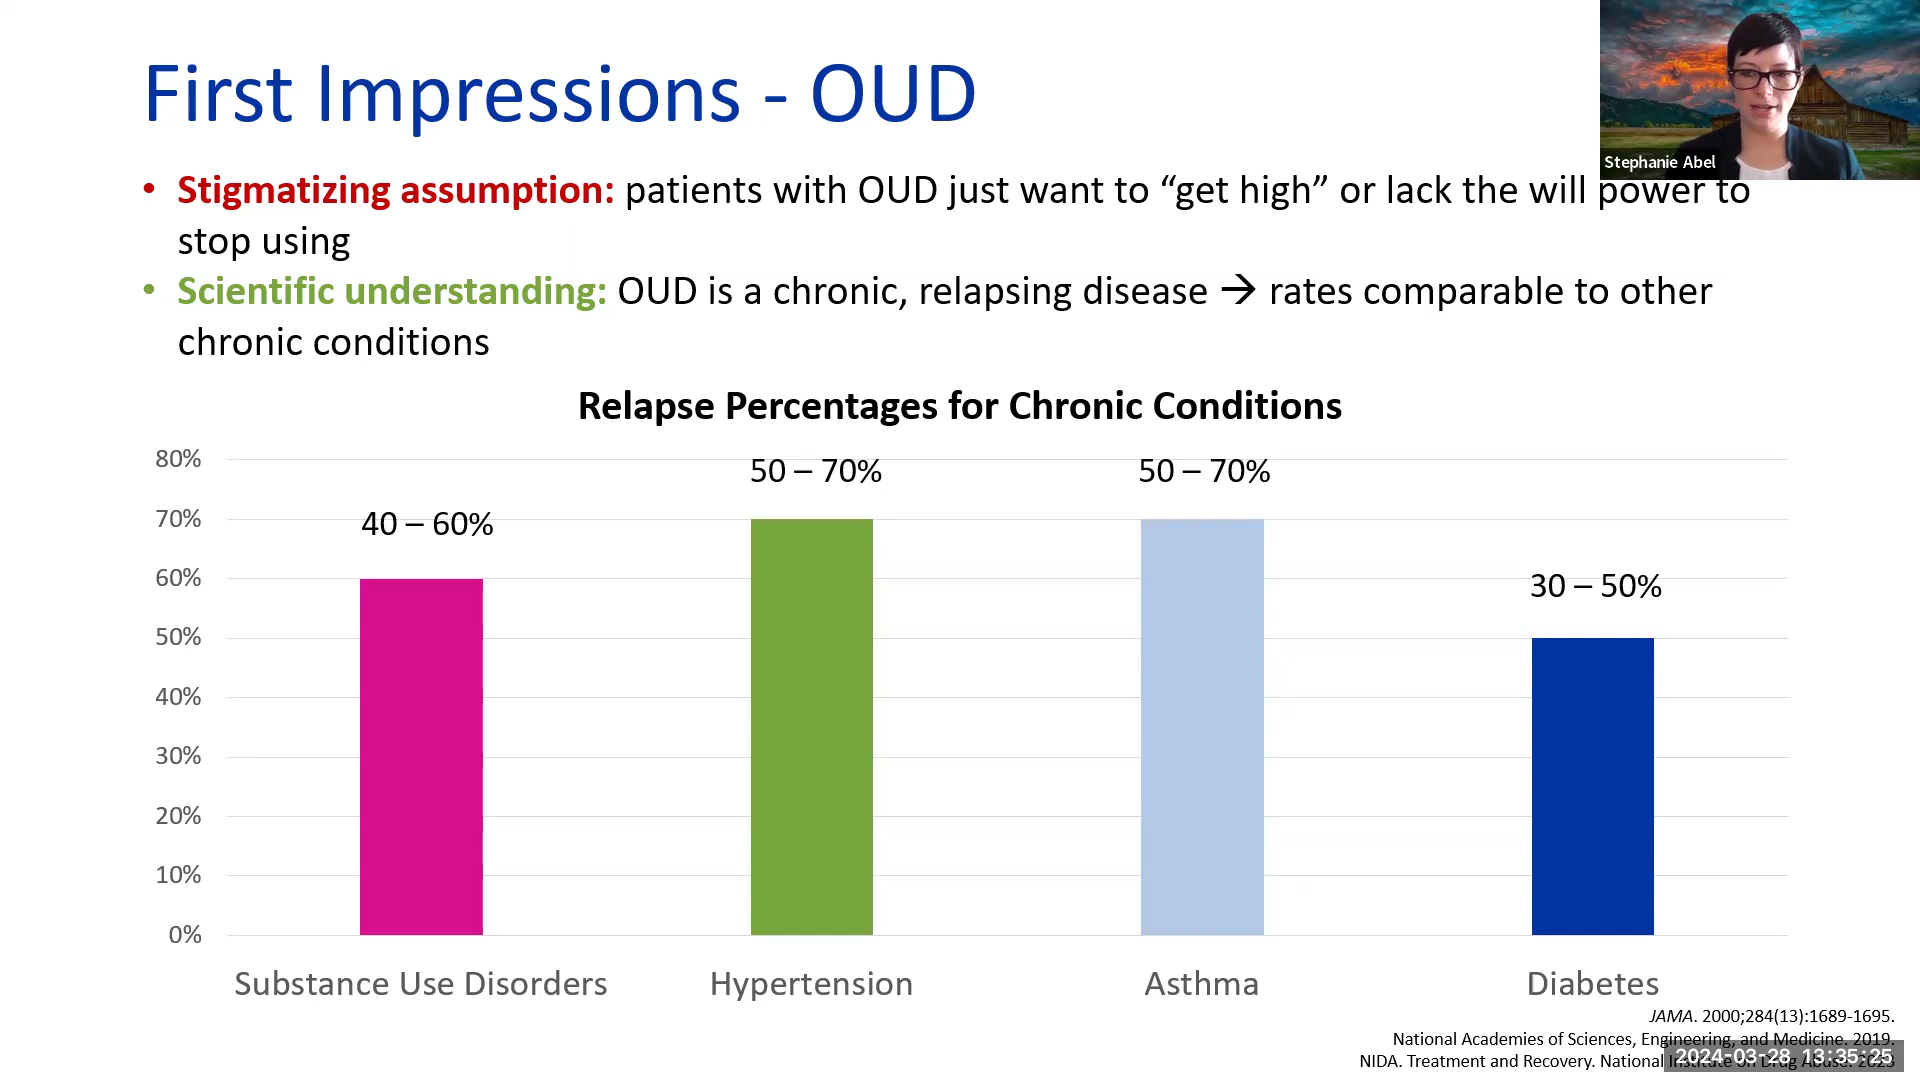 First Impressions - OUD
Stephanie Abel
• Stigmatizing assumption: patients with OUD just want to “get high” or lack the will power to
stop using
• Scientific understanding: OUD is a chronic, relapsing disease → rates comparable to other
chronic conditions
Relapse Percentages for Chronic Conditions
80%
70%
60%
50%
40%
30%
20%
10%
0%
40 – 60%
50 – 70%
50 – 70%
30 – 50%
Substance Use Disorders
Hypertension
Asthma
Diabetes
JAMA. 2000;284(13):1689-1695.
National Academies of Sciences, Engineering, and Medicine. 2019.
NIDA. Treatment and Recovery. National Institute on Drug Abuse.
2024-03-28 13:35:25